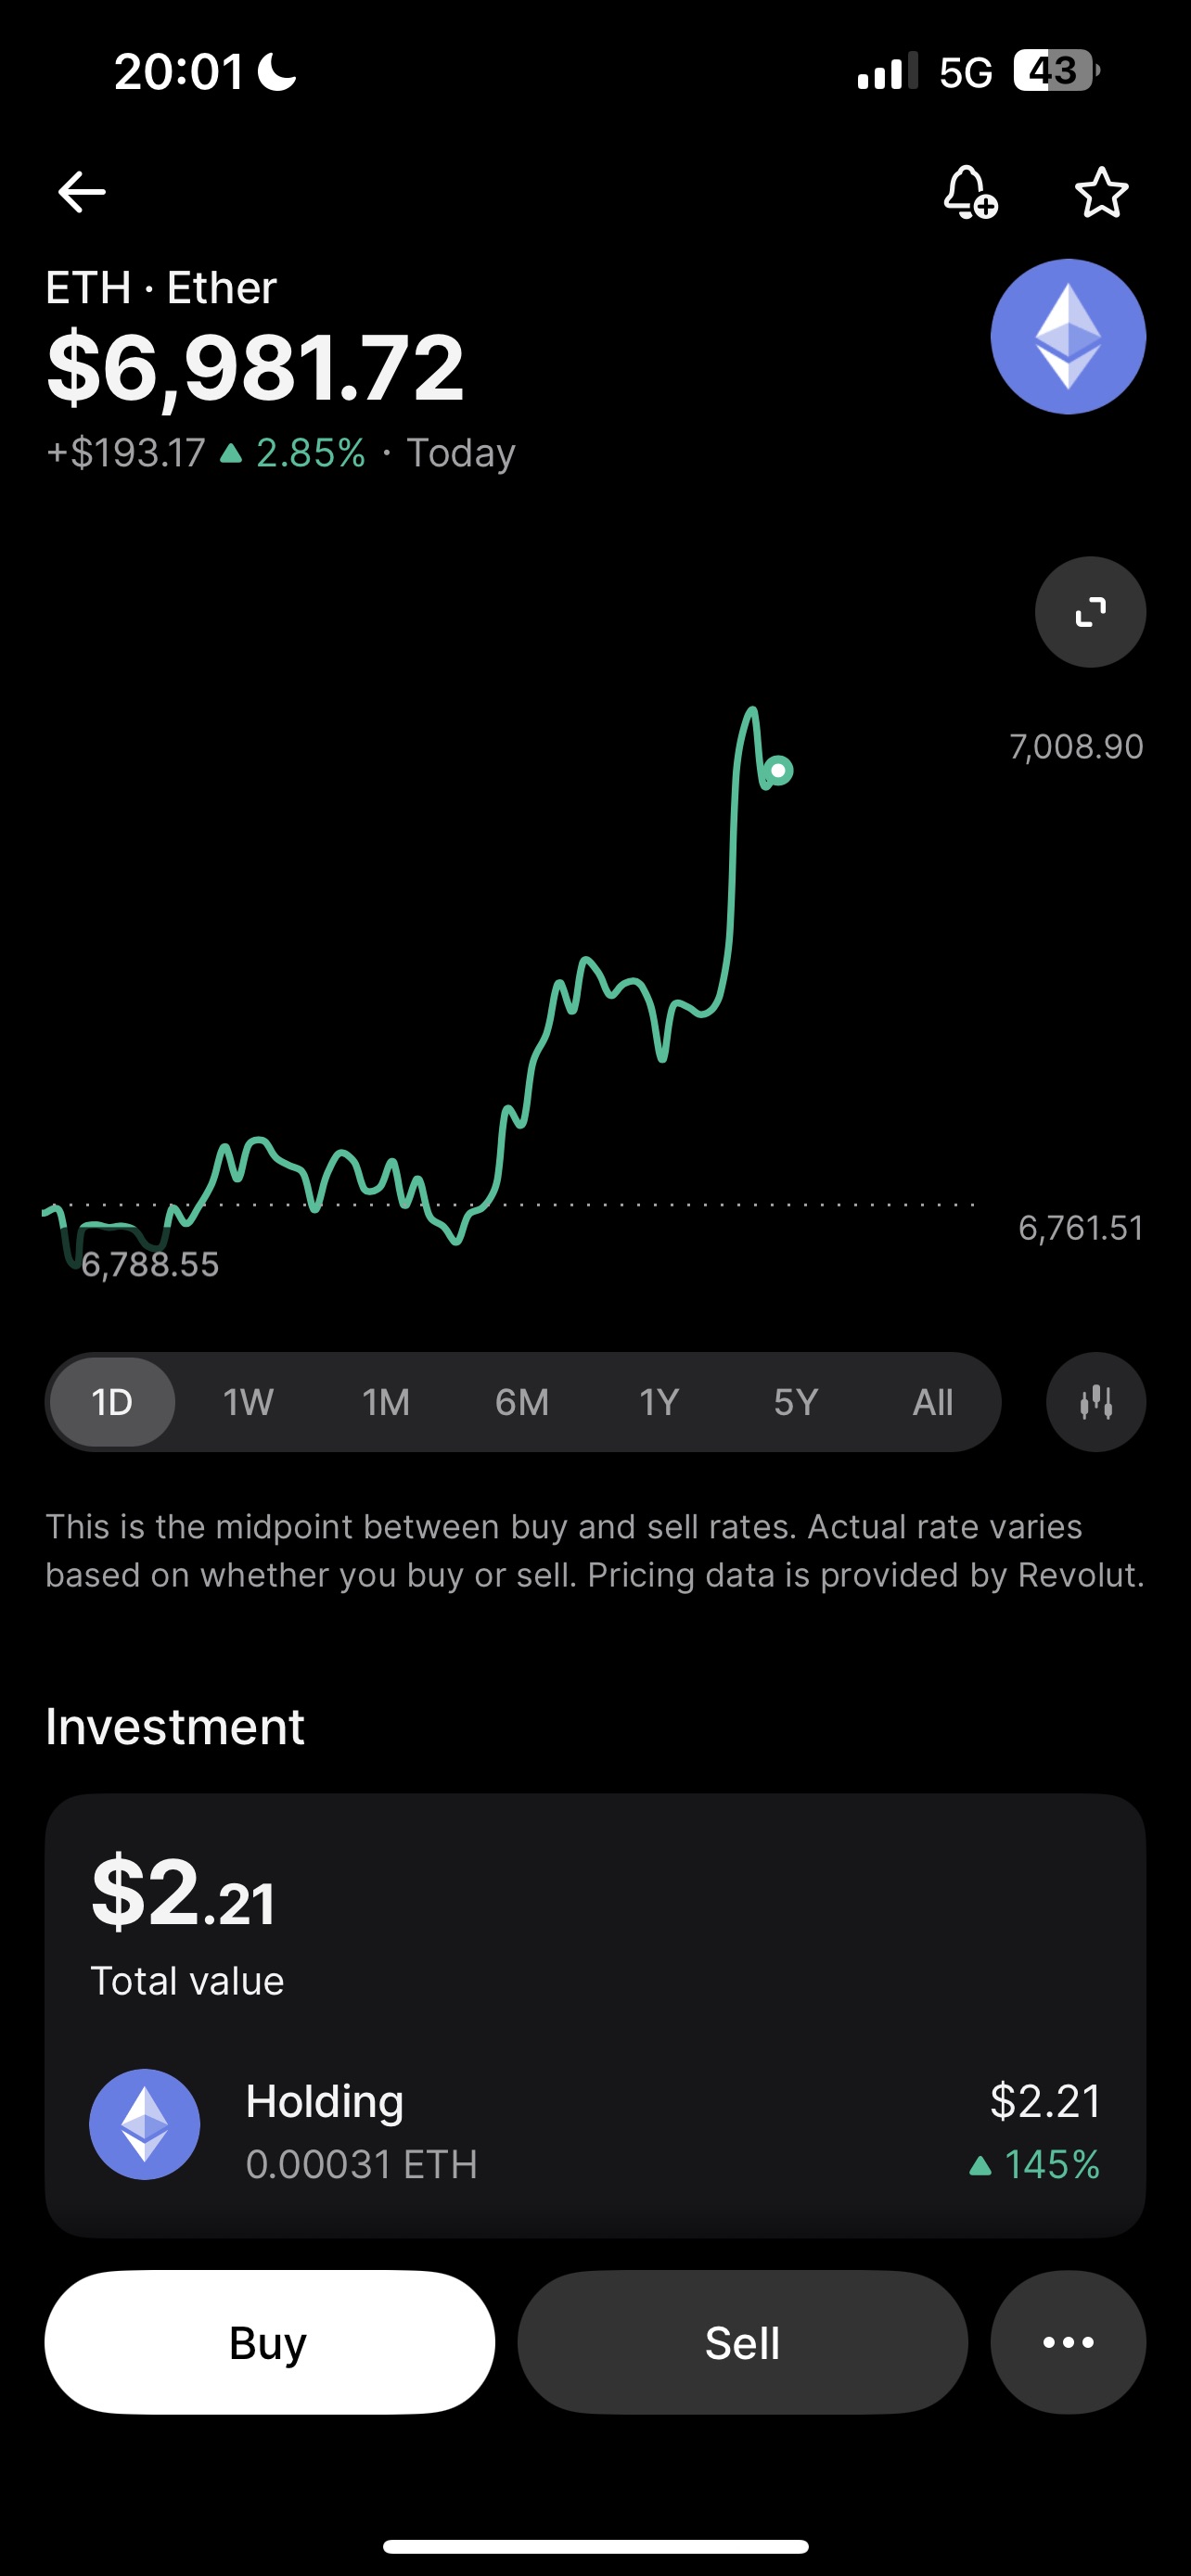 20:01
5G
43
ETH · Ether
$6,981.72
+$193.17 ▲ 2.85% · Today
7,008.90
6,761.51
6,788.55
1D 1W 1M 6M 1Y 5Y All
This is the midpoint between buy and sell rates. Actual rate varies
based on whether you buy or sell. Pricing data is provided by Revolut.
Investment
$2.21
Total value
Holding
$2.21
0.00031 ETH
▲ 145%
Buy
Sell